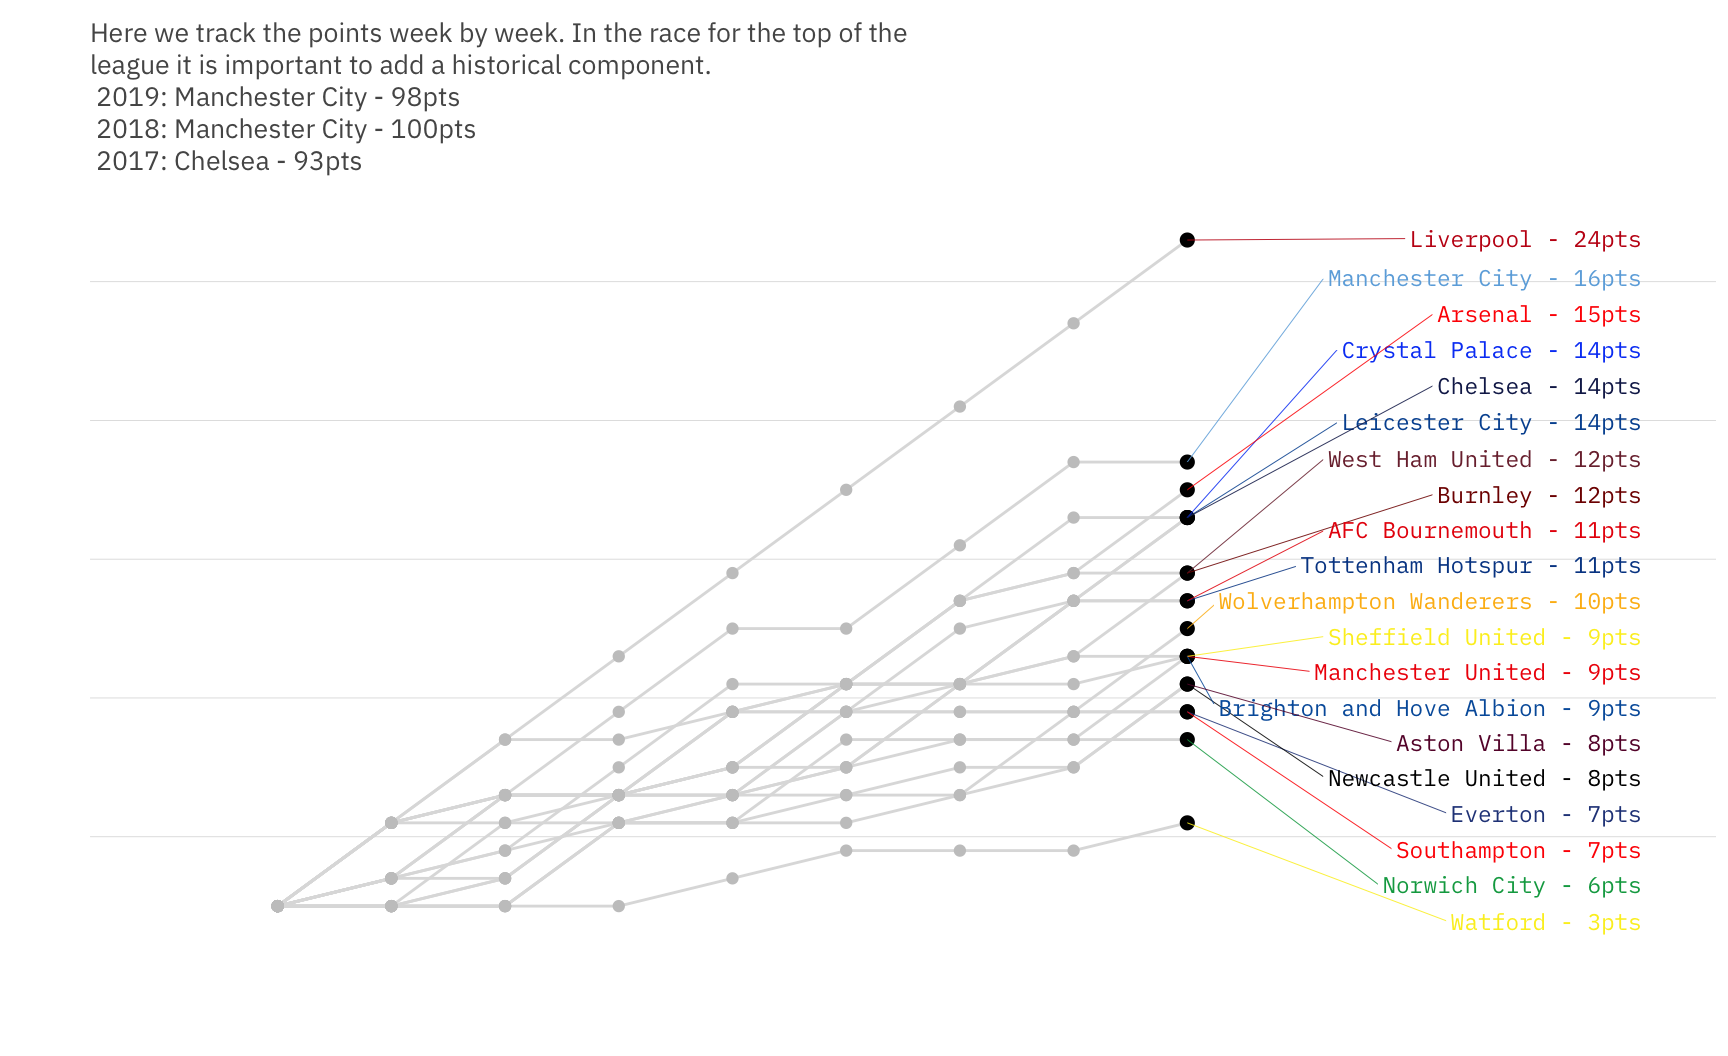 Here we track the points week by week. In the race for the top of the
league it is important to add a historical component.
2019: Manchester City - 98pts
2018: Manchester City - 100pts
2017: Chelsea - 93pts
Liverpool - 24pts
Manchester City - 16pts
Arsenal - 15pts
Crystal Palace - 14pts
Chelsea - 14pts
Leicester City - 14pts
West Ham United - 12pts
Burnley - 12pts
AFC Bournemouth - 11pts
Tottenham Hotspur - 11pts
Wolverhampton Wanderers - 10pts
Sheffield United - 9pts
Manchester United - 9pts
Brighton and Hove Albion - 9pts
Aston Villa - 8pts
Newcastle United - 8pts
Everton - 7pts
Southampton - 7pts
Norwich City - 6pts
Watford - 3pts